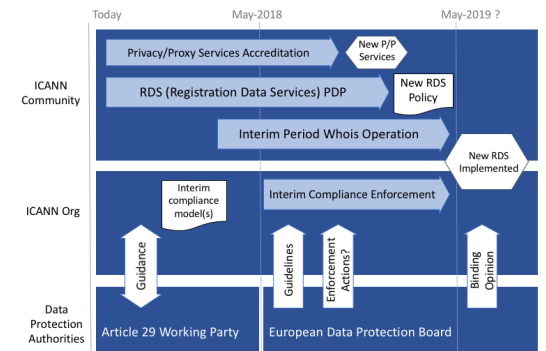 Today
May-2018
May-2019 ?
ICANN
Community
Privacy/Proxy Services Accreditation
New P/P
Services
RDS (Registration Data Services) PDP
New RDS
Policy
Interim Period Whois Operation
New RDS
Implemented
ICANN Org
Interim
compliance
model(s)
Interim Compliance Enforcement
Guidance
Guidelines
Enforcement
Actions?
Binding
Opinion
Data
Protection
Authorities
Article 29 Working Party
European Data Protection Board